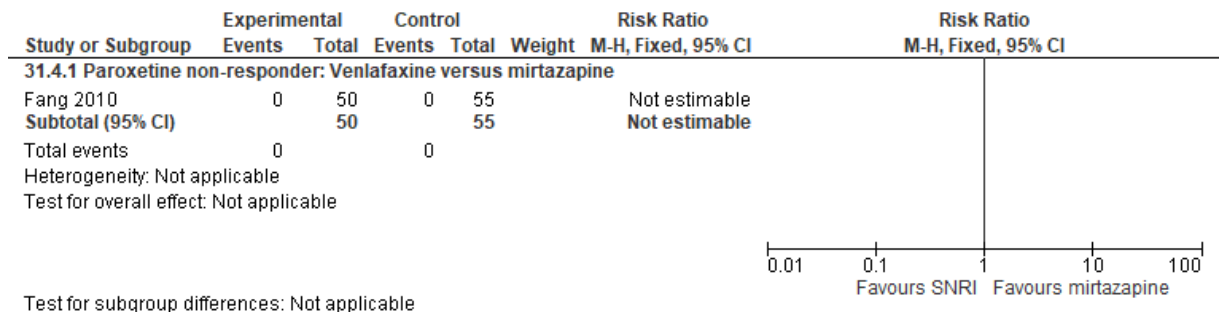 Experimental Control Risk Ratio Risk Ratio
Study or Subgroup Events Total Events Total Weight M-H, Fixed, 95% CI M-H, Fixed, 95% CI
31.4.1 Paroxetine non-responder: Venlafaxine versus mirtazapine
Fang 2010 0 50 0 55 Not estimable
Subtotal (95% CI) 50 55 Not estimable
Total events 0 0
Heterogeneity: Not applicable
Test for overall effect: Not applicable
0.01 0.1 1 10 100
Favours SNRI Favours mirtazapine
Test for subgroup differences: Not applicable